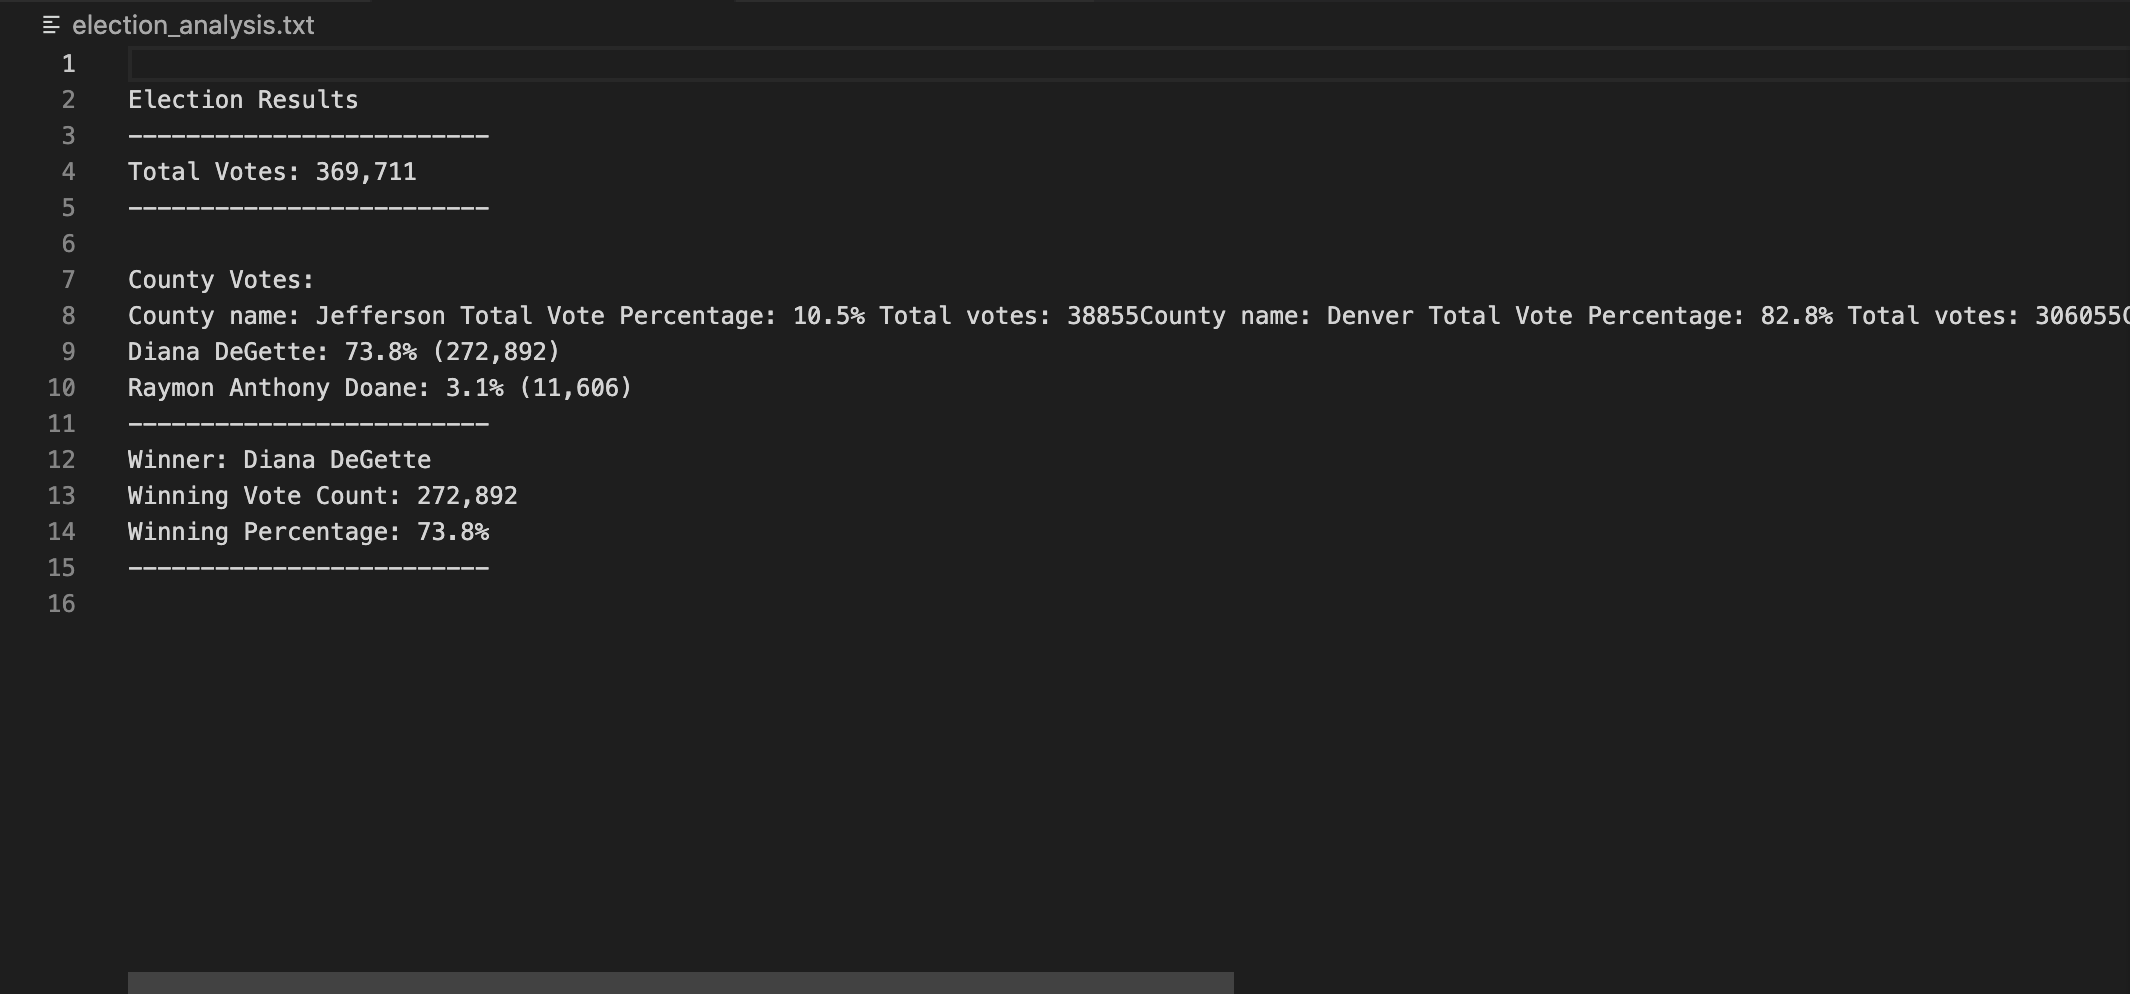 election_analysis.txt
1
2 Election Results
3 -------------------------
4 Total Votes: 369,711
5 -------------------------
6
7 County Votes:
8 County name: Jefferson Total Vote Percentage: 10.5% Total votes: 38855County name: Denver Total Vote Percentage: 82.8% Total votes: 306055C
9 Diana DeGette: 73.8% (272,892)
10 Raymon Anthony Doane: 3.1% (11,606)
11 -------------------------
12 Winner: Diana DeGette
13 Winning Vote Count: 272,892
14 Winning Percentage: 73.8%
15 -------------------------
16